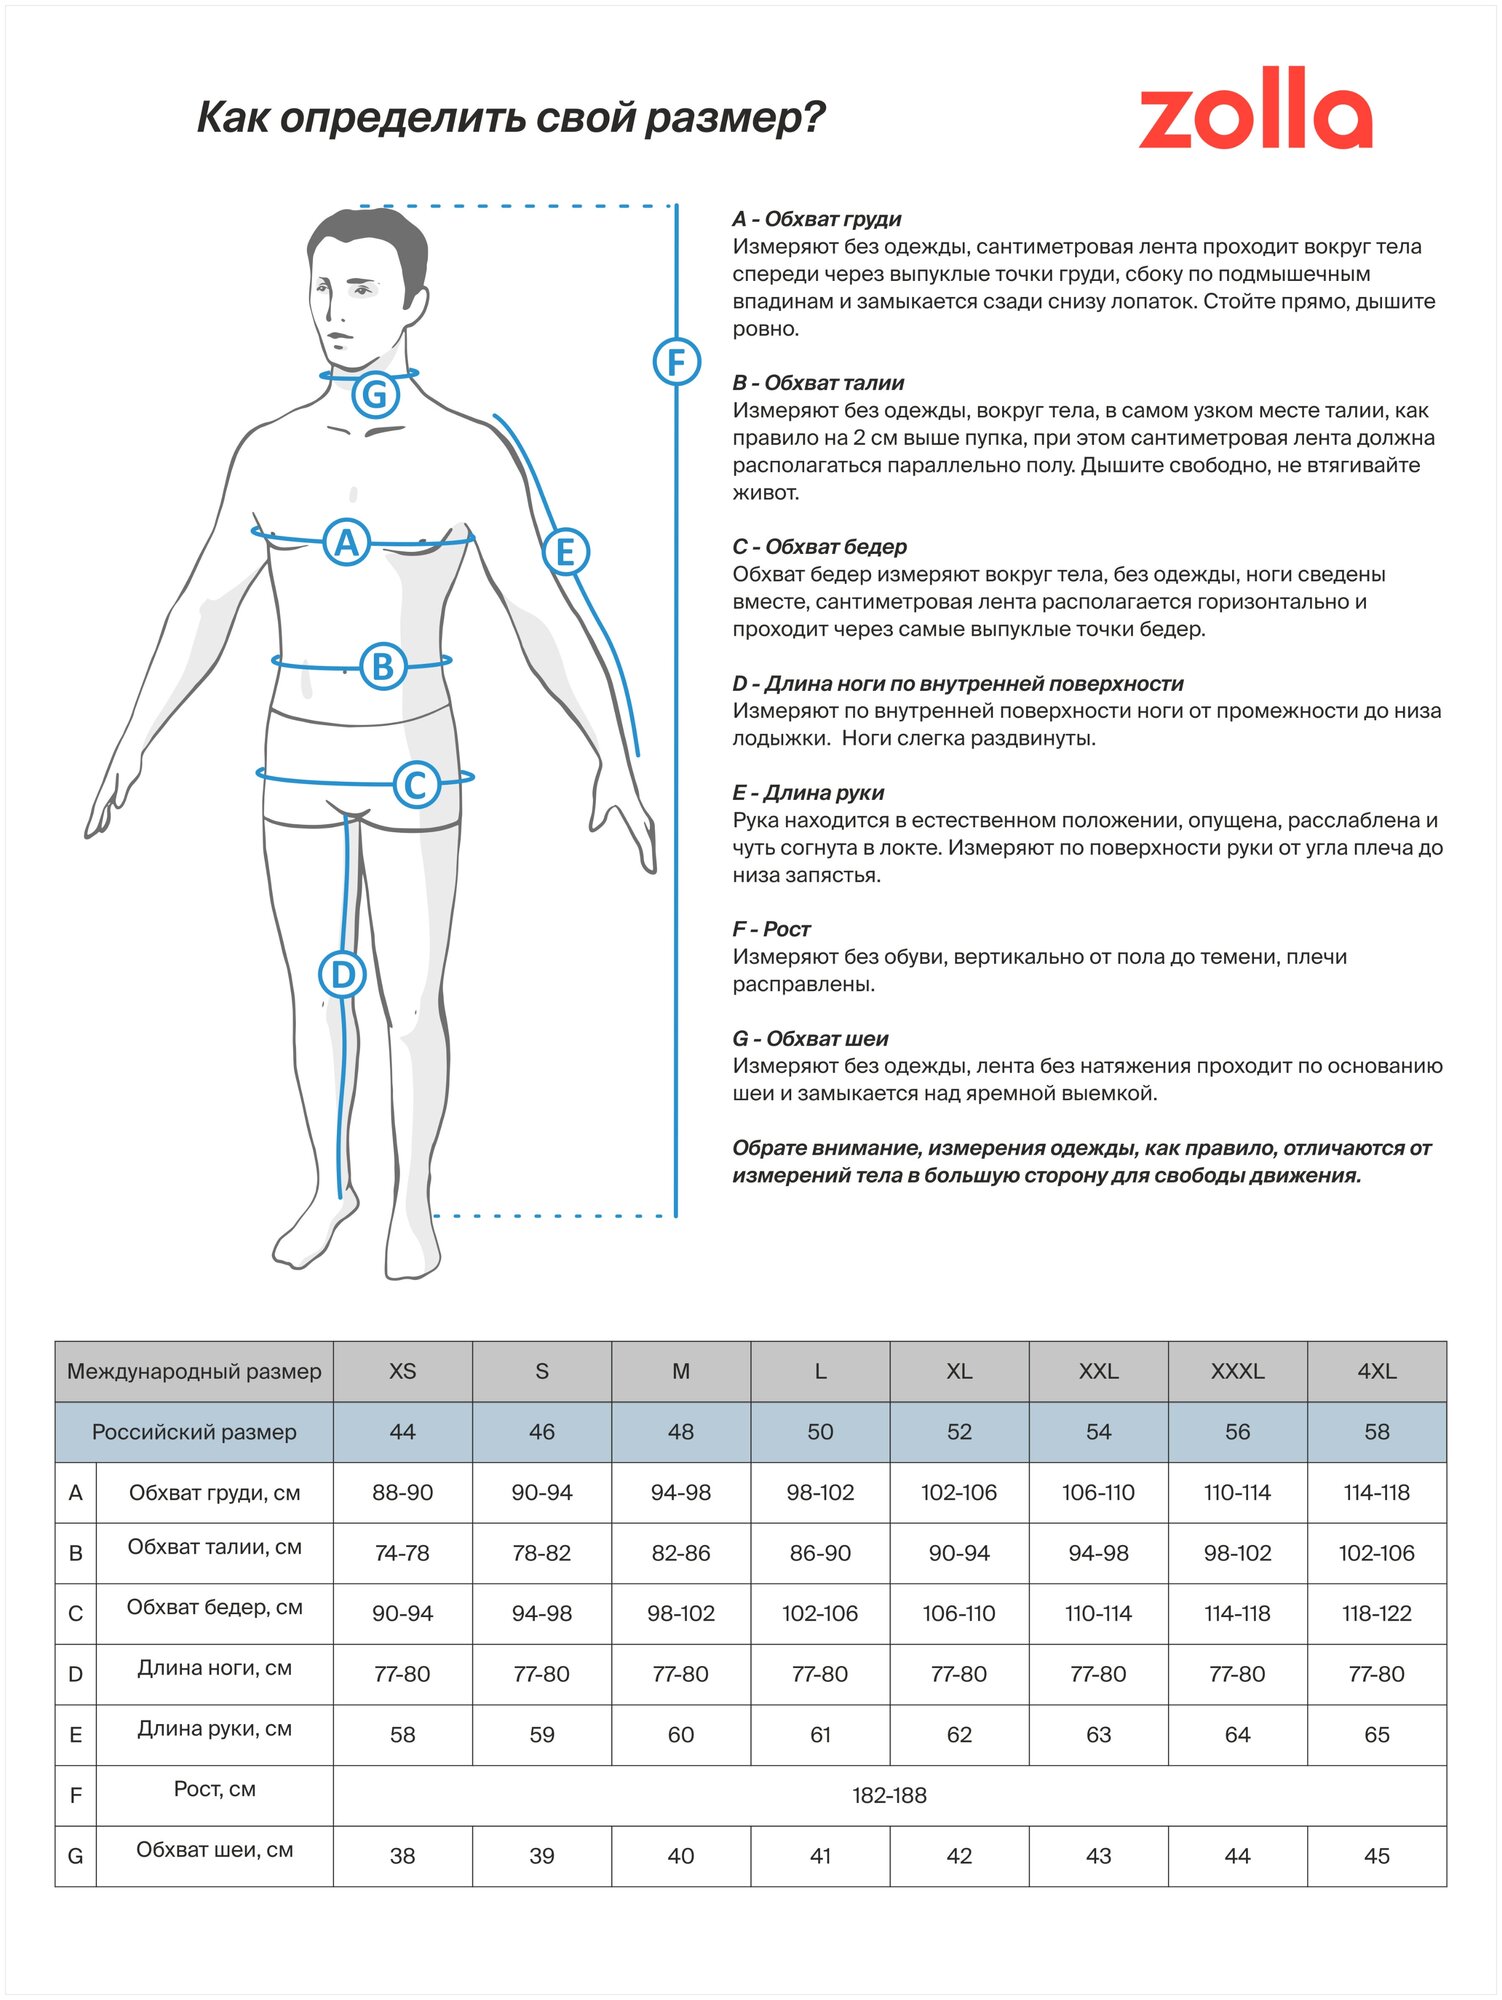 Как определить свой размер?
zolla
A - Обхват груди
Измеряют без одежды, сантиметровая лента проходит вокруг тела
спереди через выпуклые точки груди, сбоку по подмышечным
впадинам и замыкается сзади снизу лопаток. Стойте прямо, дышите
ровно.
B - Обхват талии
Измеряют без одежды, вокруг тела, в самом узком месте талии, как
правило на 2 см выше пупка, при этом сантиметровая лента должна
располагаться параллельно полу. Дышите свободно, не втягивайте
живот.
C - Обхват бедер
Обхват бедер измеряют вокруг тела, без одежды, ноги сведены
вместе, сантиметровая лента располагается горизонтально и
проходит через самые выпуклые точки бедер.
D - Длина ноги по внутренней поверхности
Измеряют по внутренней поверхности ноги от промежности до низа
лодыжки. Ноги слегка раздвинуты.
E - Длина руки
Рука находится в естественном положении, опущена, расслаблена и
чуть согнута в локте. Измеряют по поверхности руки от угла плеча до
низа запястья.
F - Рост
Измеряют без обуви, вертикально от пола до темени, плечи
расправлены.
G - Обхват шеи
Измеряют без одежды, лента без натяжения проходит по основанию
шеи и замыкается над яремной выемкой.
Обрате внимание, измерения одежды, как правило, отличаются от
измерений тела в большую сторону для свободы движения.
F
G
A
E
B
C
D
Международный размер XS S M L XL XXL XXXL 4XL
Российский размер 44 46 48 50 52 54 56 58
A Обхват груди, см 88-90 90-94 94-98 98-102 102-106 106-110 110-114 114-118
B Обхват талии, см 74-78 78-82 82-86 86-90 90-94 94-98 98-102 102-106
C Обхват бедер, см 90-94 94-98 98-102 102-106 106-110 110-114 114-118 118-122
D Длина ноги, см 77-80 77-80 77-80 77-80 77-80 77-80 77-80 77-80
E Длина руки, см 58 59 60 61 62 63 64 65
F Рост, см 182-188
G Обхват шеи, см 38 39 40 41 42 43 44 45